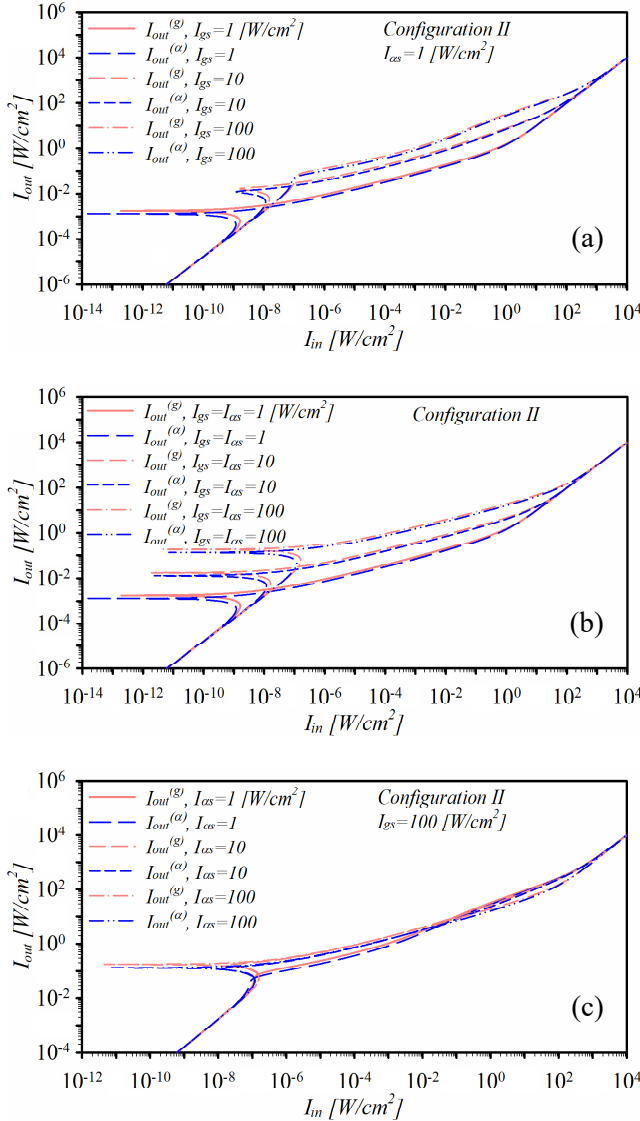 I_out^(g), I_gs=1 [W/cm^2]
I_out^(α), I_gs=1
I_out^(g), I_gs=10
I_out^(α), I_gs=10
I_out^(g), I_gs=100
I_out^(α), I_gs=100
Configuration II
I_αs=1 [W/cm^2]
10^6
10^4
10^2
10^0
10^-2
10^-4
10^-6
I_out [W/cm^2]
(a)
10^-14 10^-12 10^-10 10^-8 10^-6 10^-4 10^-2 10^0 10^2 10^4
I_in [W/cm^2]
I_out^(g), I_gs=I_αs=1 [W/cm^2]
I_out^(α), I_gs=I_αs=1
I_out^(g), I_gs=I_αs=10
I_out^(α), I_gs=I_αs=10
I_out^(g), I_gs=I_αs=100
I_out^(α), I_gs=I_αs=100
Configuration II
10^6
10^4
10^2
10^0
10^-2
10^-4
10^-6
I_out [W/cm^2]
(b)
10^-14 10^-12 10^-10 10^-8 10^-6 10^-4 10^-2 10^0 10^2 10^4
I_in [W/cm^2]
I_out^(g), I_αs=1 [W/cm^2]
I_out^(α), I_αs=1
I_out^(g), I_αs=10
I_out^(α), I_αs=10
I_out^(g), I_αs=100
I_out^(α), I_αs=100
Configuration II
I_gs=100 [W/cm^2]
10^6
10^4
10^2
10^0
10^-2
10^-4
I_out [W/cm^2]
(c)
10^-12 10^-10 10^-8 10^-6 10^-4 10^-2 10^0 10^2 10^4
I_in [W/cm^2]